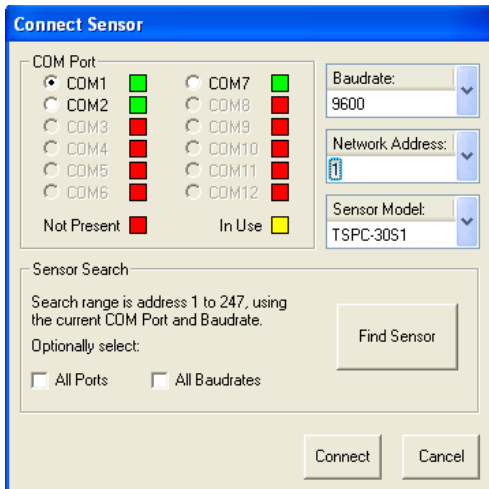 Connect Sensor
COM Port
COM1
COM7
COM2
COM8
COM3
COM9
COM4
COM10
COM5
COM11
COM6
COM12
Not Present
In Use
Baudrate:
9600
Network Address:
1
Sensor Model:
TSPC-30S1
Sensor Search
Search range is address 1 to 247, using
the current COM Port and Baudrate.
Optionally select:
All Ports
All Baudrates
Find Sensor
Connect
Cancel